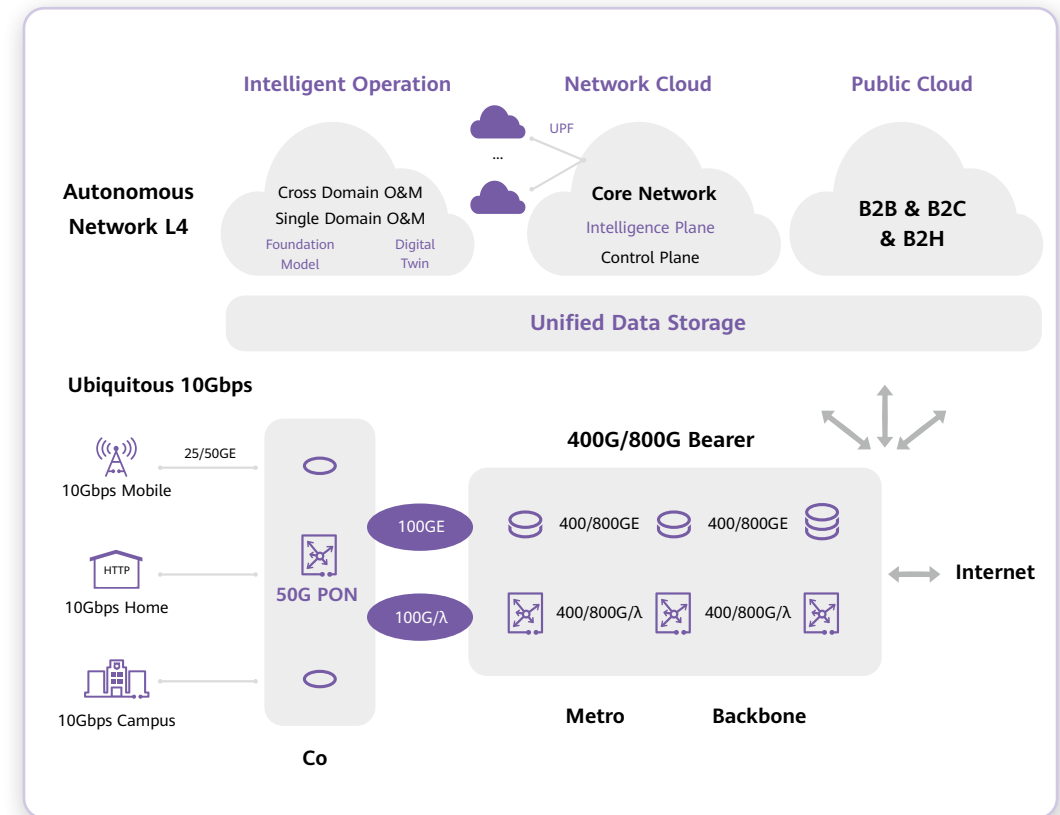 Intelligent Operation
Network Cloud
Public Cloud
UPF
...
Autonomous
Network L4
Cross Domain O&M
Single Domain O&M
Foundation
Model
Digital
Twin
Core Network
Intelligence Plane
Control Plane
B2B & B2C
& B2H
Unified Data Storage
Ubiquitous 10Gbps
400G/800G Bearer
25/50GE
10Gbps Mobile
100GE
400/800GE
400/800GE
HTTP
10Gbps Home
50G PON
100G/λ
400/800G/λ
400/800G/λ
Internet
10Gbps Campus
Metro
Backbone
Co